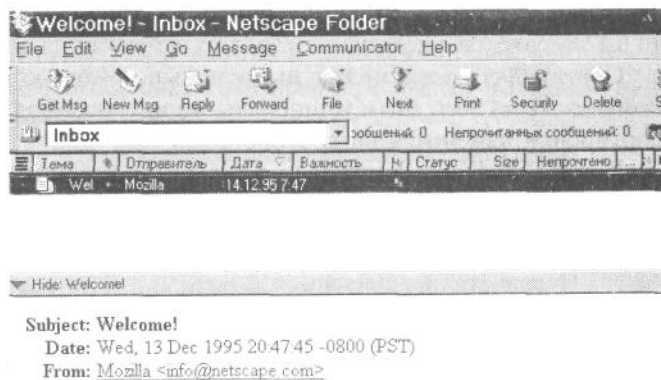 Welcome! - Inbox - Netscape Folder
File Edit View Go Message Communicator Help
Get Msg New Msg Reply Forward File Next Print Security Delete
Inbox ообщений: 0 Непрочитанных сообщений: 0
Тема Отправитель Дата Важность Статус Size Непрочтено ...
Wel Mozilla 14.12.95 7:47
Hide: Welcome!
Subject: Welcome!
Date: Wed, 13 Dec 1995 20:47:45 -0800 (PST)
From: Mozilla <info@netscape.com>